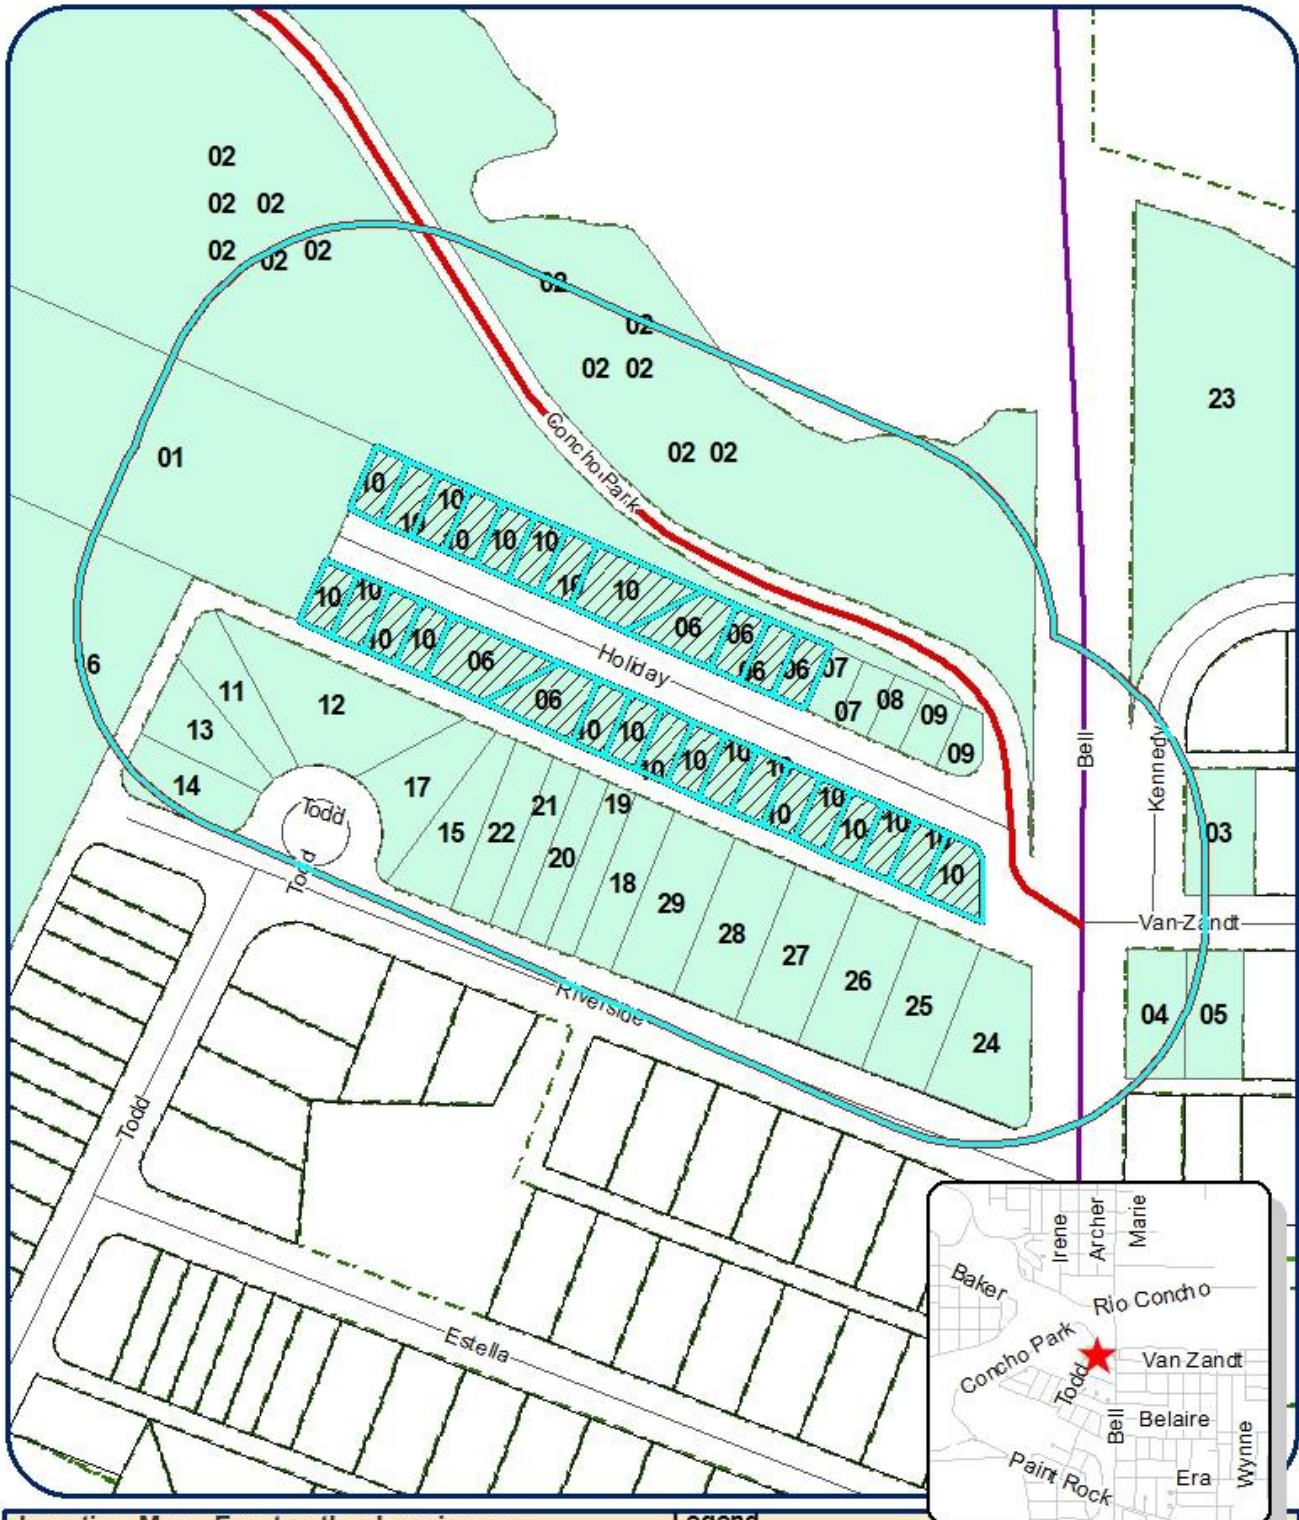 02
02 02
02 02 02
02
02
02 02
23
01
02 02
Concho Park
10 10
10 10 10 10
10 10
10 10 06 06
10 10 06 06 07
6 06 Holiday
11 12 06 07 08 09
13 10 10 09
14 17 10 10 10 10
Todd
15 22 21 19 10 10 10 10 10
20 10
Todd
18
29
28
27
26
25
24
Bell
Kennedy
03
Van Zandt
04 05
Riverside
Todd
Estella
Irene
Archer
Marie
Baker
Rio Concho
Concho Park
Todd
Van Zandt
Bell
Belaire
Wynne
Paint Rock
Era